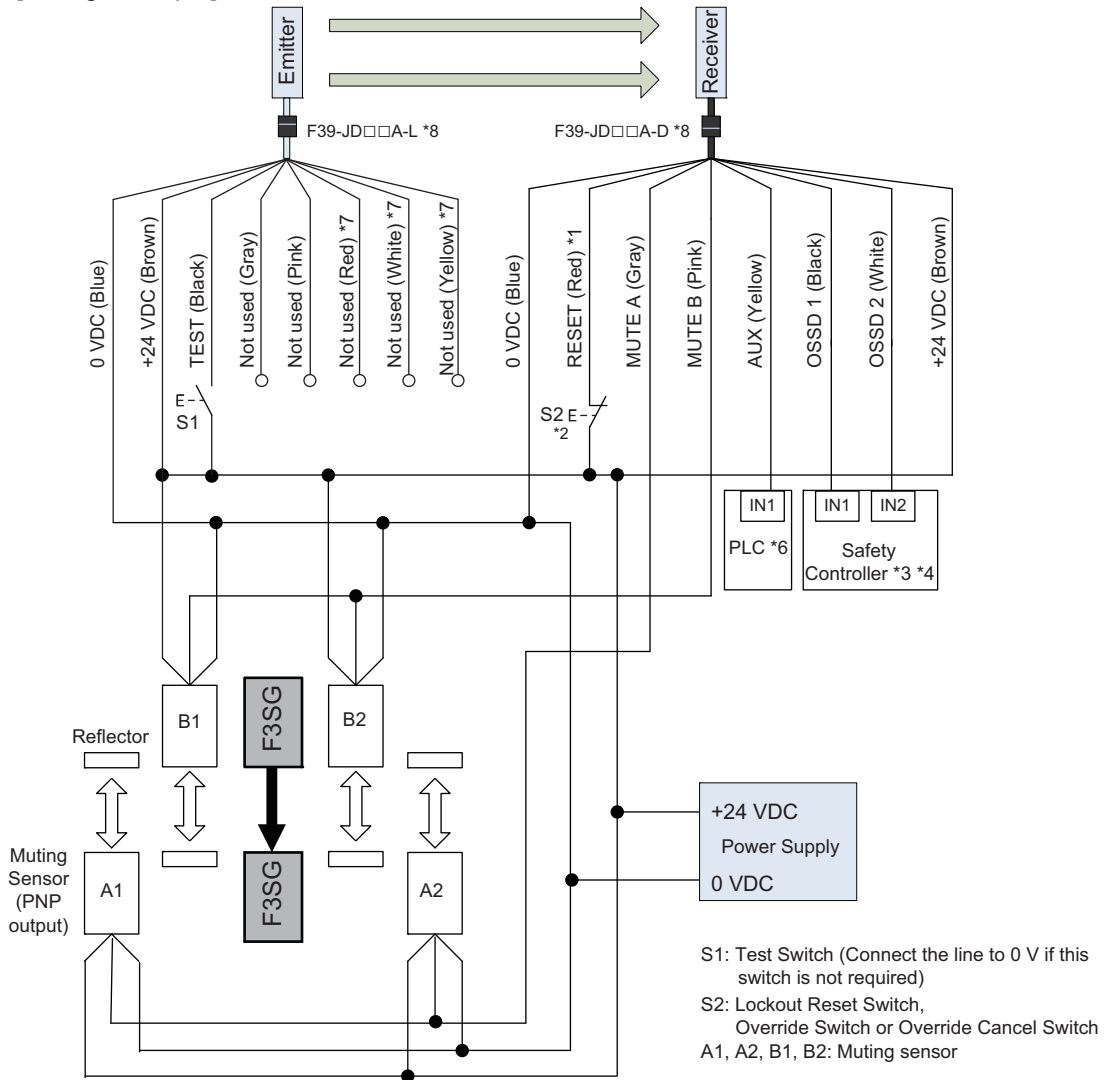 Emitter
Receiver
F39-JD□□A-L *8
F39-JD□□A-D *8
0 VDC (Blue)
+24 VDC (Brown)
TEST (Black)
Not used (Gray)
Not used (Pink)
Not used (Red) *7
Not used (White) *7
Not used (Yellow) *7
0 VDC (Blue)
RESET (Red) *1
MUTE A (Gray)
MUTE B (Pink)
AUX (Yellow)
OSSD 1 (Black)
OSSD 2 (White)
+24 VDC (Brown)
E
S1
S2 E
*2
IN1
IN1
IN2
PLC *6
Safety
Controller *3 *4
B1
F3SG
B2
Reflector
Muting
Sensor
(PNP
output)
A1
F3SG
A2
+24 VDC
Power Supply
0 VDC
S1: Test Switch (Connect the line to 0 V if this
switch is not required)
S2: Lockout Reset Switch,
Override Switch or Override Cancel Switch
A1, A2, B1, B2: Muting sensor